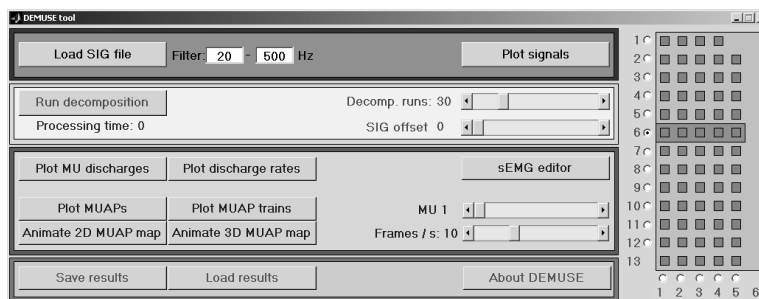 DEMUSE tool
Load SIG file Filter: 20 - 500 Hz Plot signals
Run decomposition Decomp. runs: 30
Processing time: 0 SIG offset 0
Plot MU discharges Plot discharge rates sEMG editor
Plot MUAPs Plot MUAP trains MU 1
Animate 2D MUAP map Animate 3D MUAP map Frames / s: 10
Save results Load results About DEMUSE
1
2
3
4
5
6
7
8
9
10
11
12
13
1 2 3 4 5 6